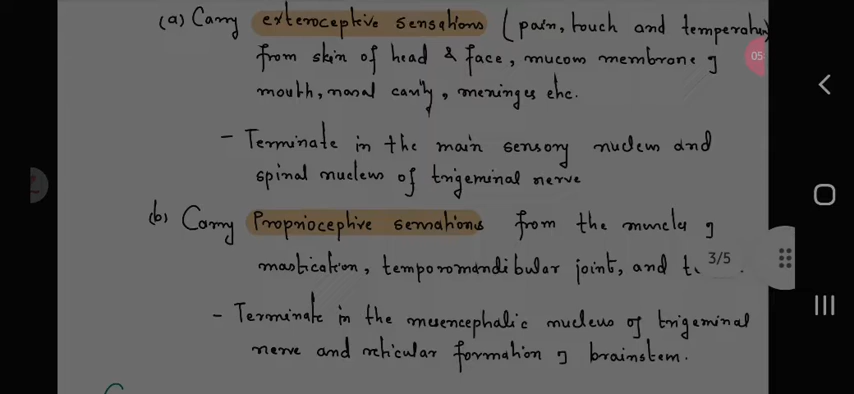 (a) Carry exteroceptive sensations (pain, touch and temperature
from skin of head & face, mucous membrane of
mouth, nasal cavity, meninges etc.
- Terminate in the main sensory nucleus and
spinal nucleus of trigeminal nerve
(b) Carry Proprioceptive sensations from the muscles of
mastication, temporomandibular joint, and
- Terminate in the mesencephalic nucleus of trigeminal
nerve and reticular formation of brainstem.
05
3/5